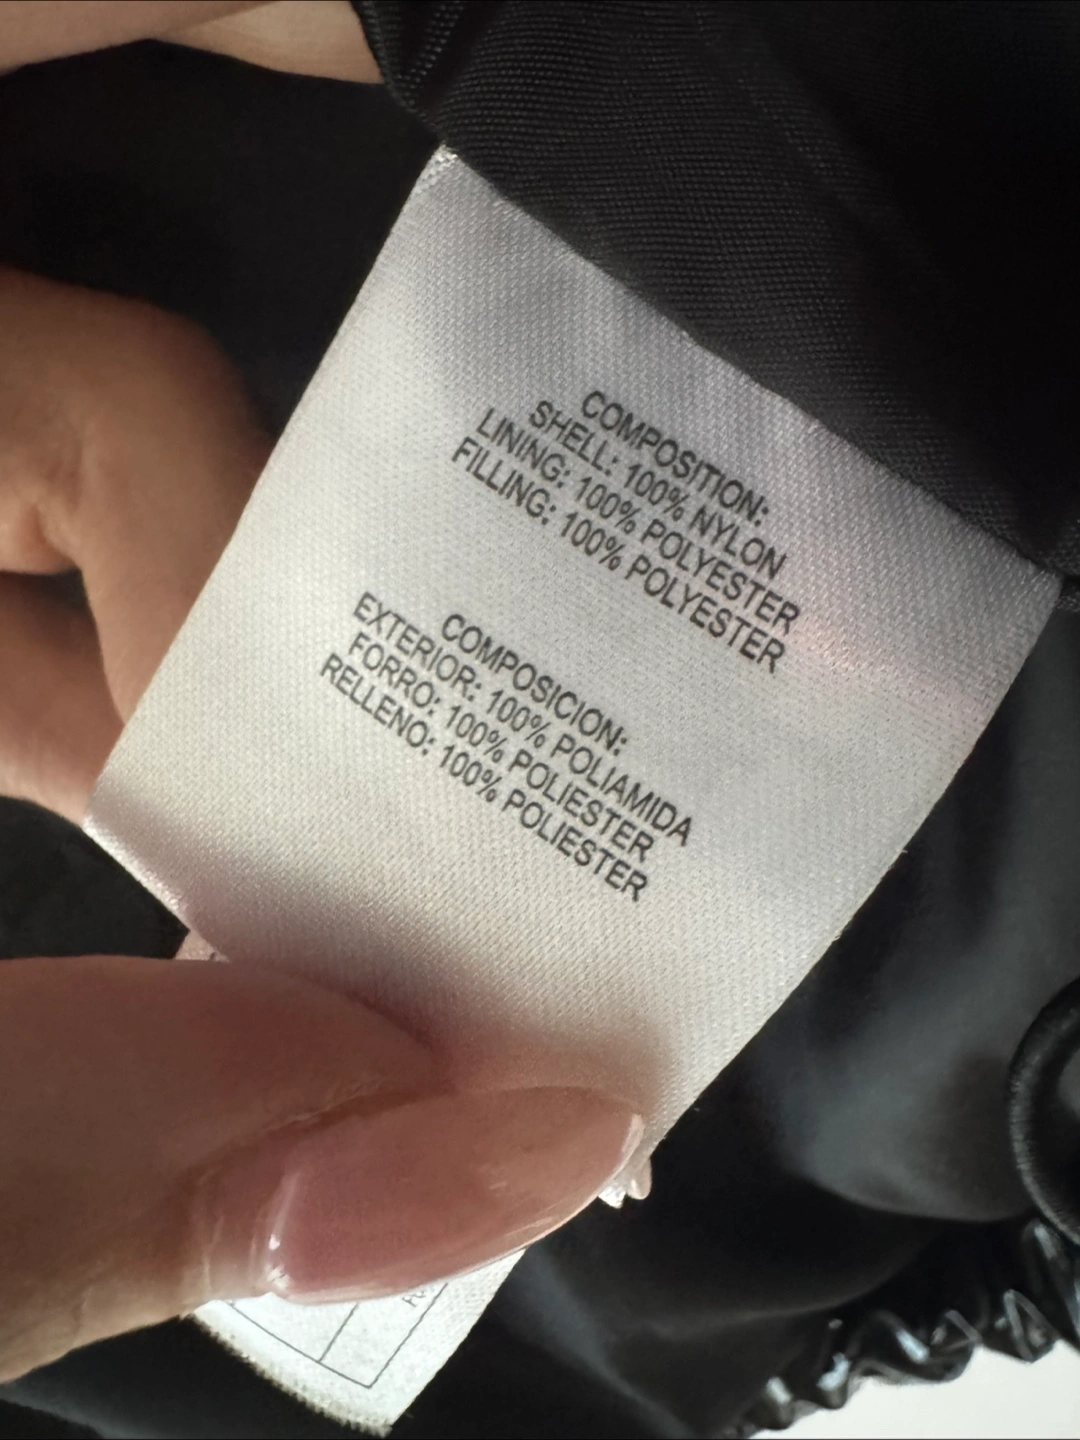 COMPOSITION:
SHELL: 100% NYLON
LINING: 100% POLYESTER
FILLING: 100% POLYESTER
COMPOSICION:
EXTERIOR: 100% POLIAMIDA
FORRO: 100% POLIESTER
RELLENO: 100% POLIESTER